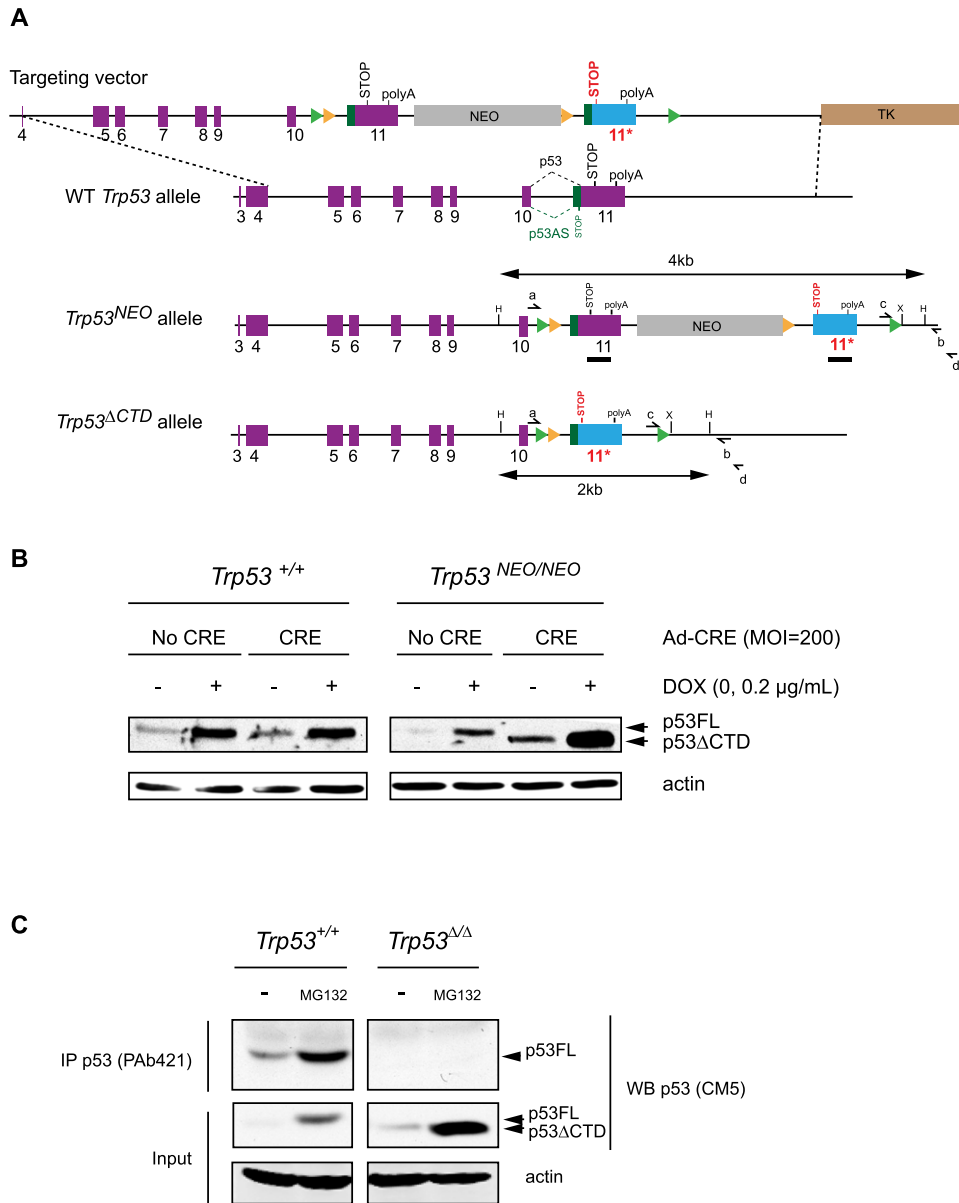 A
Targeting vector
STOP
polyA
STOP
polyA
NEO
TK
4
5
6
7
8
9
10
11
11*
p53
STOP
polyA
WT Trp53 allele
3
4
5
6
7
8
9
10
11
p53AS
STOP
4kb
Trp53NEO allele
H
a
STOP
polyA
NEO
STOP
polyA
c
X
H
b
d
3
4
5
6
7
8
9
10
11
11*
Trp53ΔCTD allele
H
a
STOP
polyA
c
X
H
b
d
3
4
5
6
7
8
9
10
11*
2kb
B
Trp53 +/+
Trp53 NEO/NEO
No CRE
CRE
No CRE
CRE
Ad-CRE (MOI=200)
- + - + - + - + DOX (0, 0.2 µg/mL)
p53FL
p53ΔCTD
actin
C
Trp53+/+
Trp53Δ/Δ
- MG132 - MG132
IP p53 (PAb421)
p53FL
WB p53 (CM5)
p53FL
p53ΔCTD
Input
actin